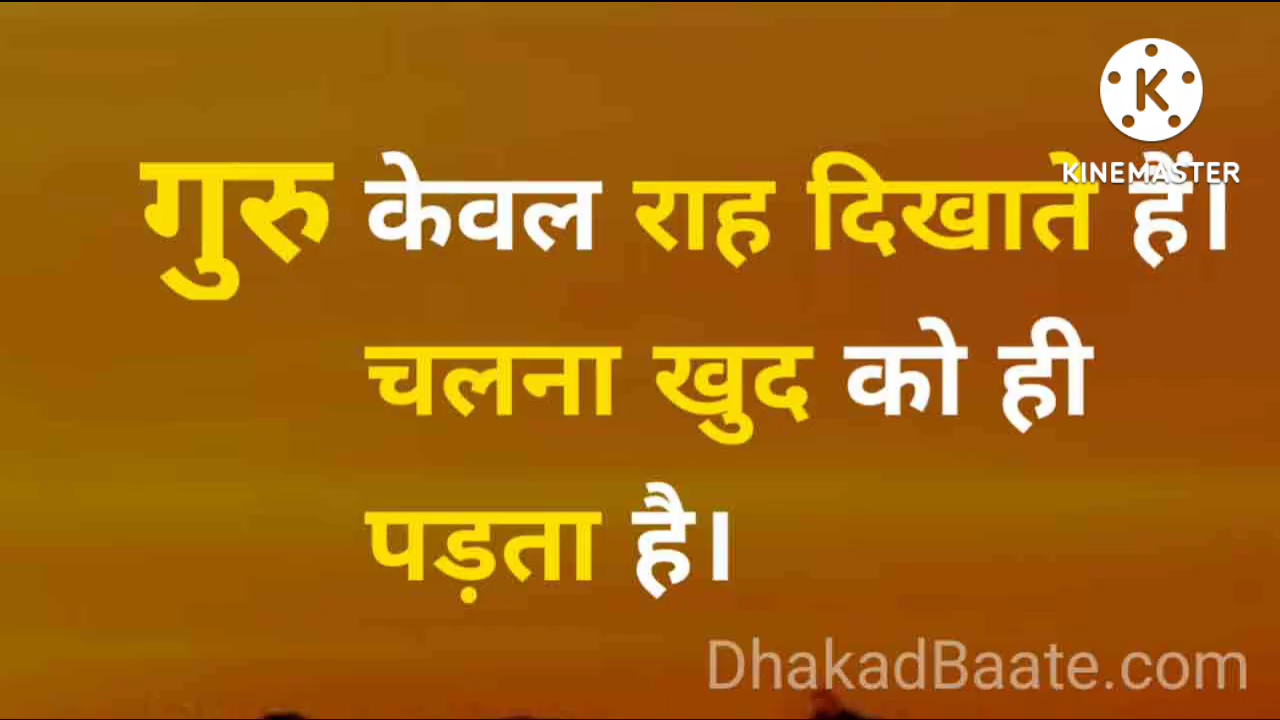 K
KINEMASTER
गुरु केवल राह दिखाते हैं।
चलना खुद को ही
पड़ता है।
DhakadBaate.com